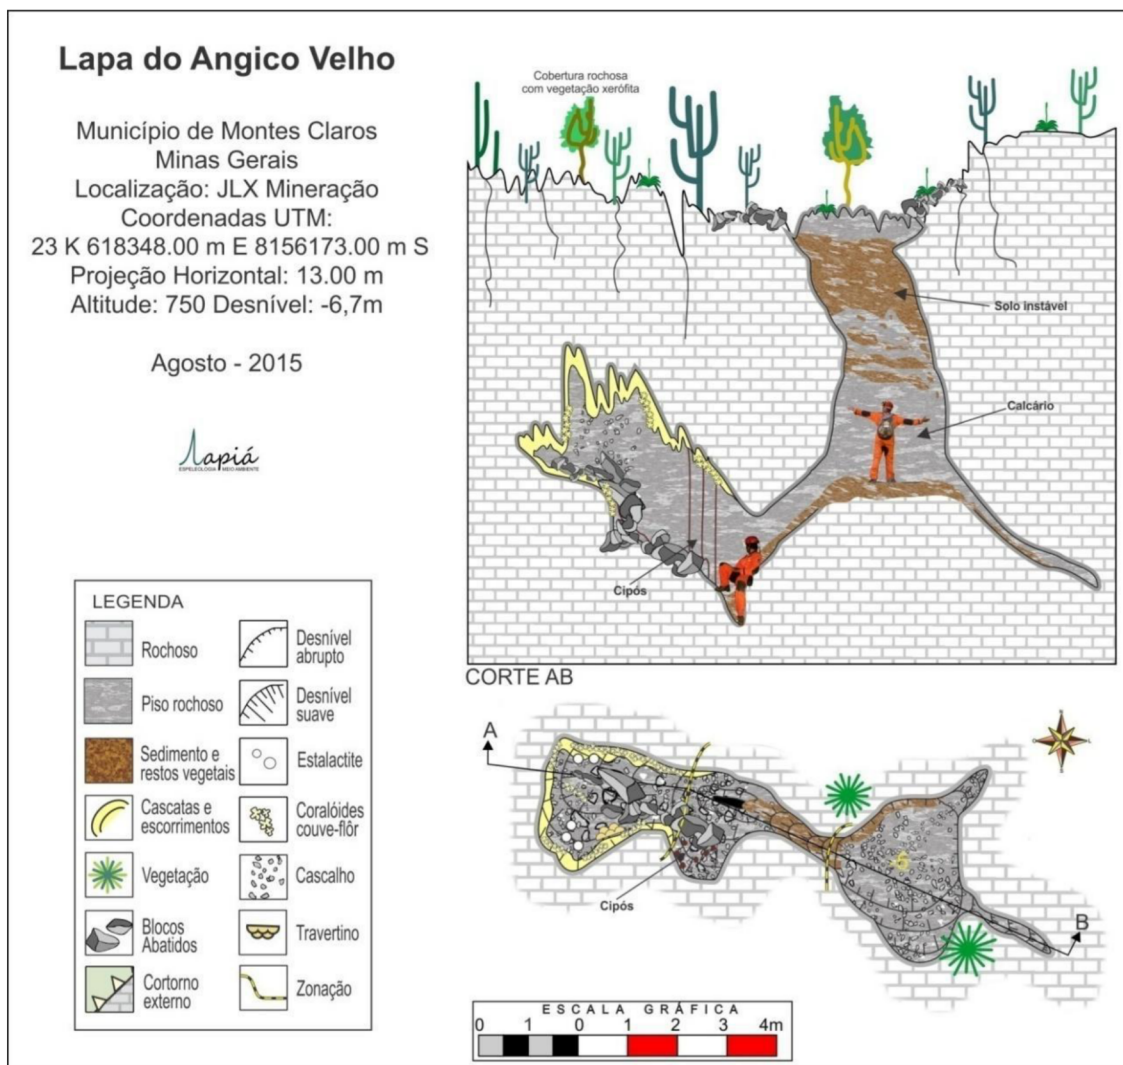 Lapa do Angico Velho
Município de Montes Claros
Minas Gerais
Localização: JLX Mineração
Coordenadas UTM:
23 K 618348.00 m E 8156173.00 m S
Projeção Horizontal: 13.00 m
Altitude: 750 Desnível: -6,7m
Agosto - 2015
Lapiá
ESPELEOLOGIA E MEIO AMBIENTE
Cobertura rochosa
com vegetação xerófita
Solo instável
Calcário
Cipós
CORTE AB
LEGENDA
Rochoso
Desnível
abrupto
Piso rochoso
Desnível
suave
Sedimento e
restos vegetais
Estalactite
Cascatas e
escorrimentos
Coralóides
couve-flôr
Vegetação
Cascalho
Blocos
Abatidos
Travertino
Cortorno
externo
Zonação
A
Cipós
B
ESCALA GRÁFICA
0 1 0 1 2 3 4m